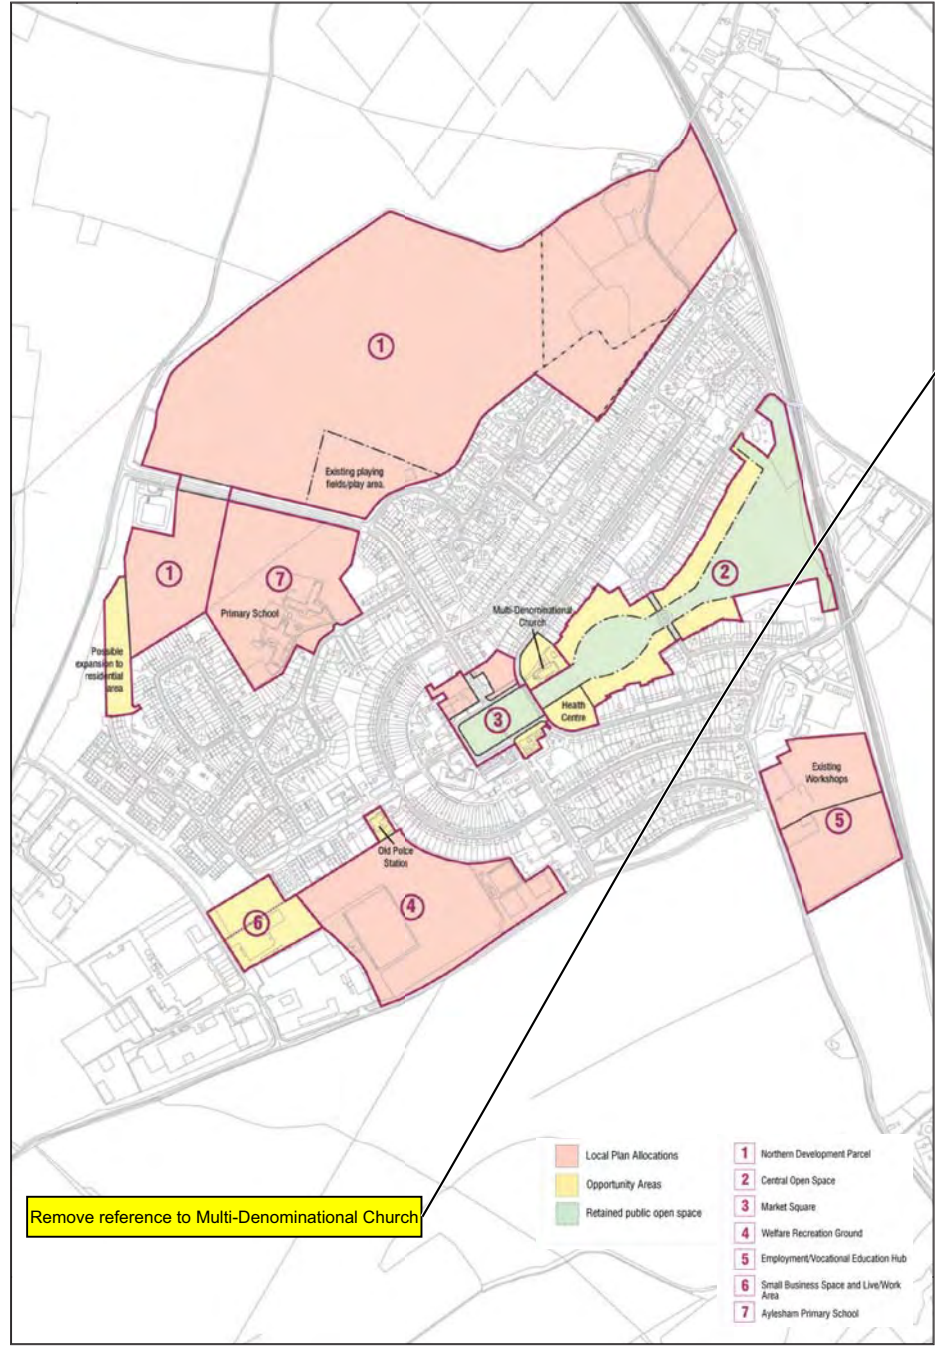 1
Existing playing
fields/play area.
1
7
Primary School
2
Multi-Denominational
Church
Possible
expansion to
residential
area
3
Health
Centre
Existing
Workshops
5
Old Police
Station
4
6
Local Plan Allocations
Opportunity Areas
Retained public open space
1 Northern Development Parcel
2 Central Open Space
3 Market Square
4 Welfare Recreation Ground
5 Employment/Vocational Education Hub
6 Small Business Space and Live/Work
Area
7 Aylesham Primary School
Remove reference to Multi-Denominational Church